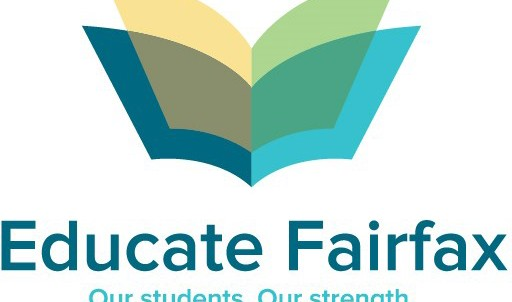 Educate Fairfax
Our students. Our strength.